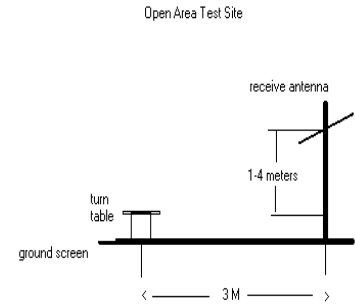 Open Area Test Site
receive antenna
1-4 meters
turn
table
ground screen
3 M